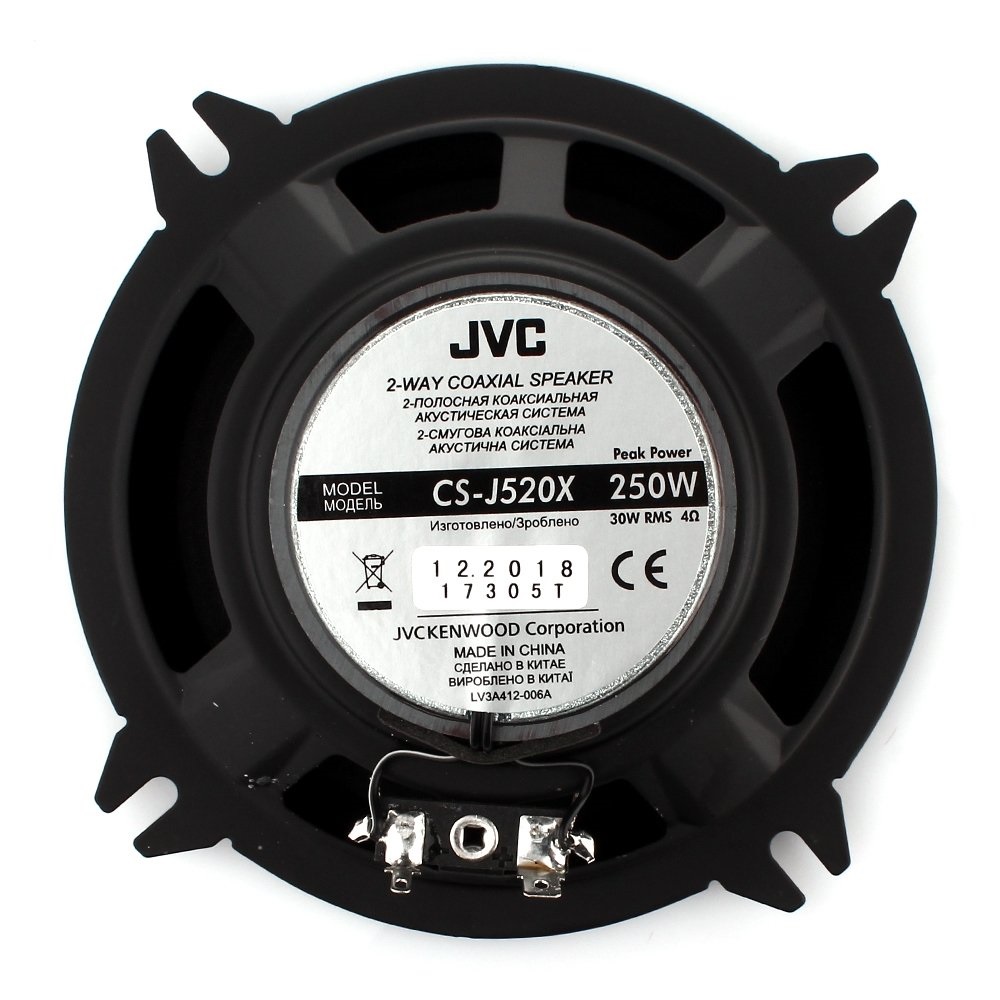 JVC
2-WAY COAXIAL SPEAKER
2-ПОЛОСНАЯ КОАКСИАЛЬНАЯ
АКУСТИЧЕСКАЯ СИСТЕМА
2-СМУГОВА КОАКСІАЛЬНА
АКУСТИЧНА СИСТЕМА
Peak Power
MODEL
МОДЕЛЬ
CS-J520X 250W
30W RMS 4Ω
Изготовлено/Зроблено
12.2018
17305T
CE
JVCKENWOOD Corporation
MADE IN CHINA
СДЕЛАНО В КИТАЕ
ВИРОБЛЕНО В КИТАЇ
LV3A412-006A